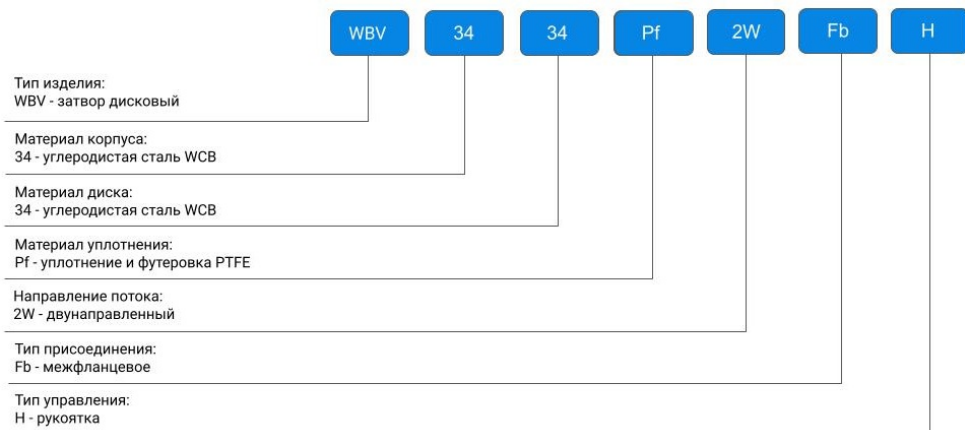 WBV 34 34 Pf 2W Fb H
Тип изделия:
WBV - затвор дисковый
Материал корпуса:
34 - углеродистая сталь WCB
Материал диска:
34 - углеродистая сталь WCB
Материал уплотнения:
Pf - уплотнение и футеровка PTFE
Направление потока:
2W - двунаправленный
Тип присоединения:
Fb - межфланцевое
Тип управления:
H - рукоятка